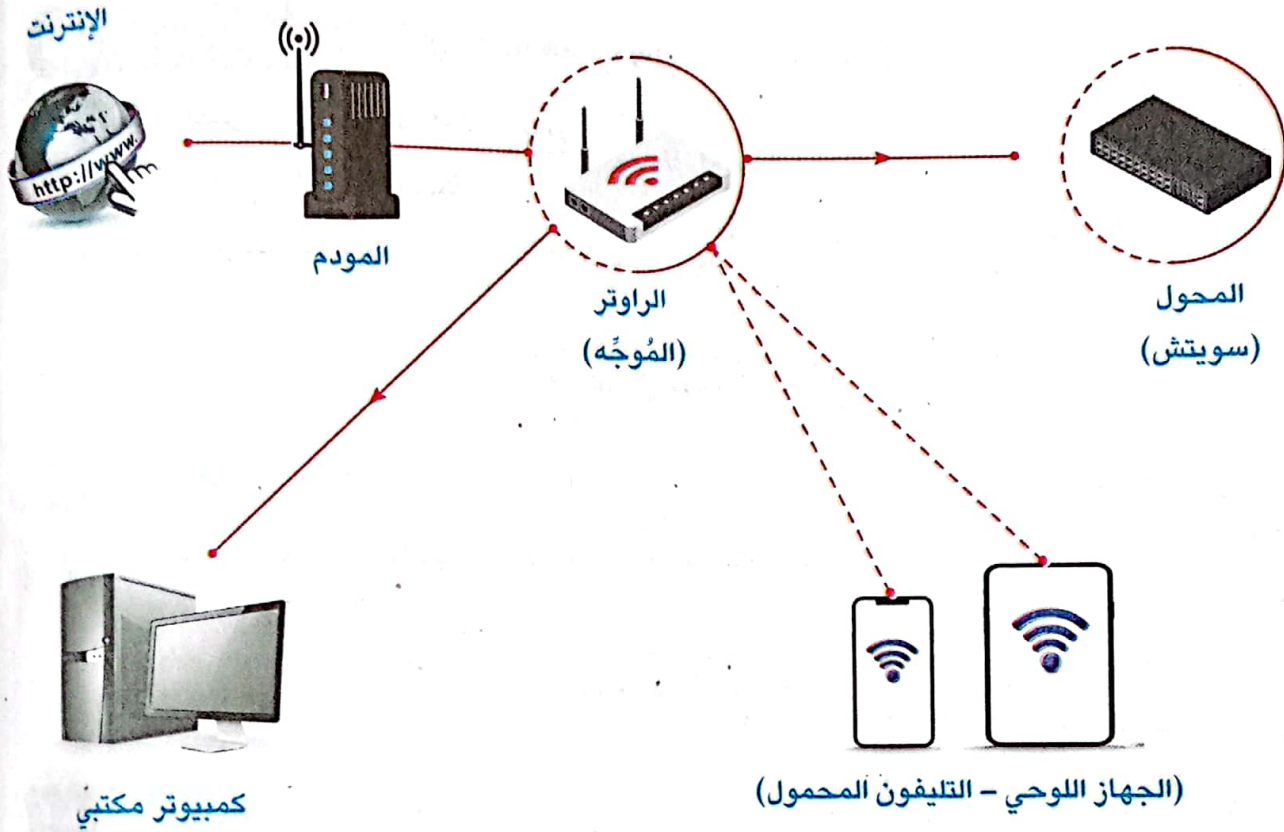 الإنترنت
http://www.
المودم
الراوتر
(المُوجِّه)
المحول
(سويتش)
كمبيوتر مكتبي
(الجهاز اللوحي – التليفون المحمول)